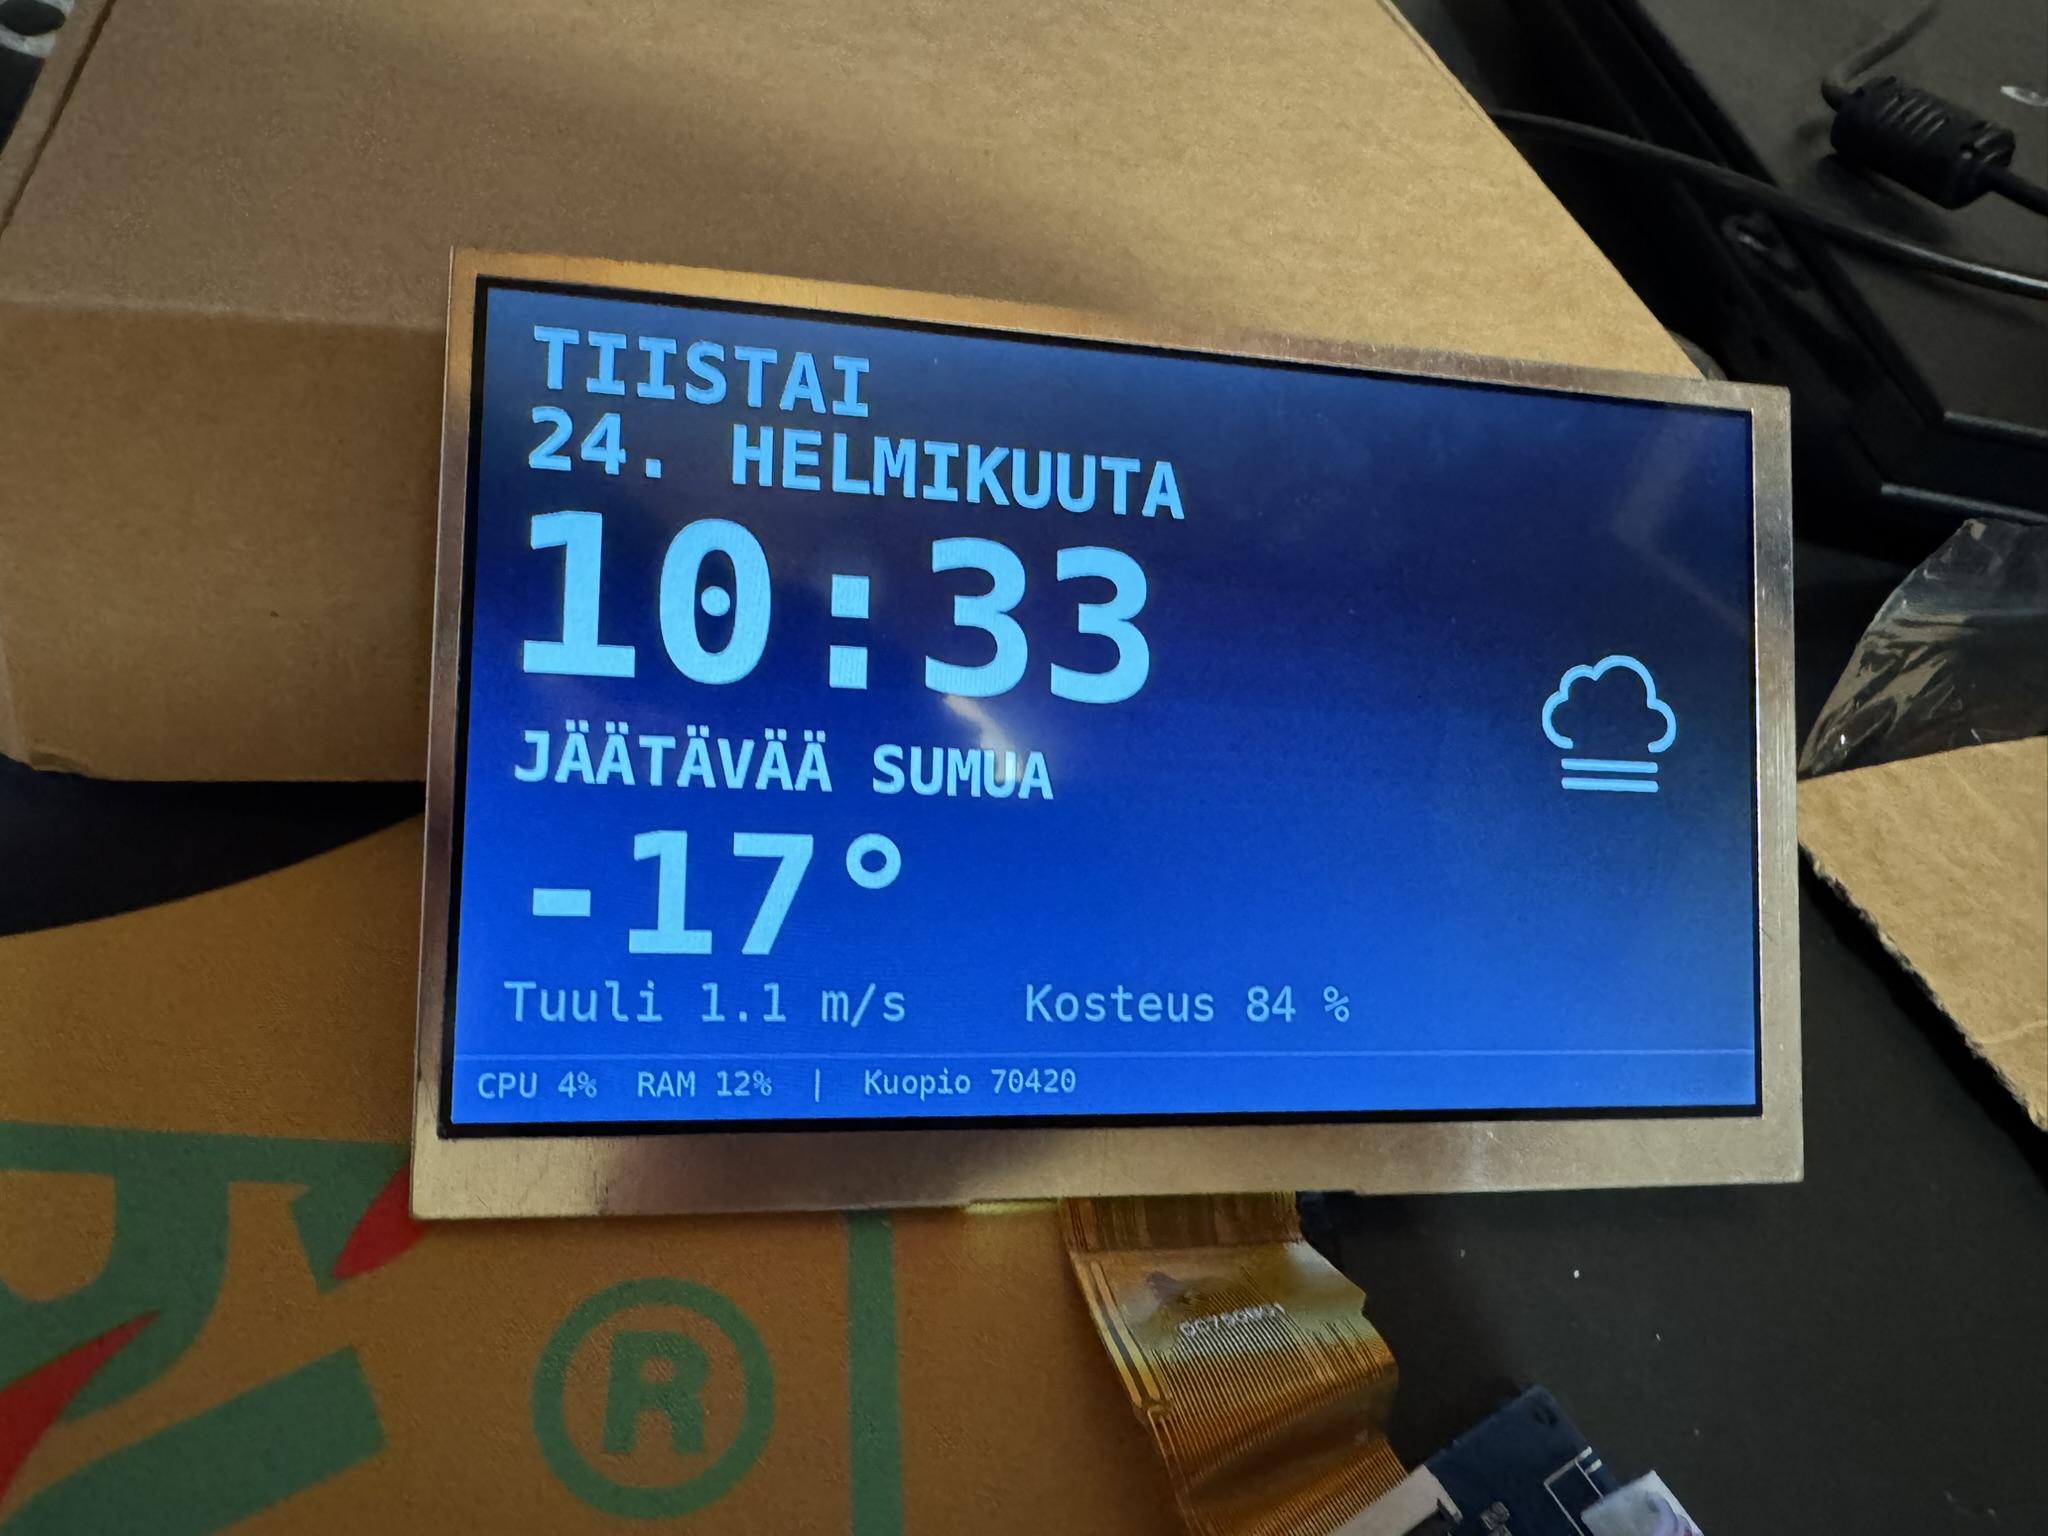 TIISTAI
24. HELMIKUUTA
10:33
JÄÄTÄVÄÄ SUMUA
-17°
Tuuli 1.1 m/s Kosteus 84 %
CPU 4% RAM 12% | Kuopio 70420
®